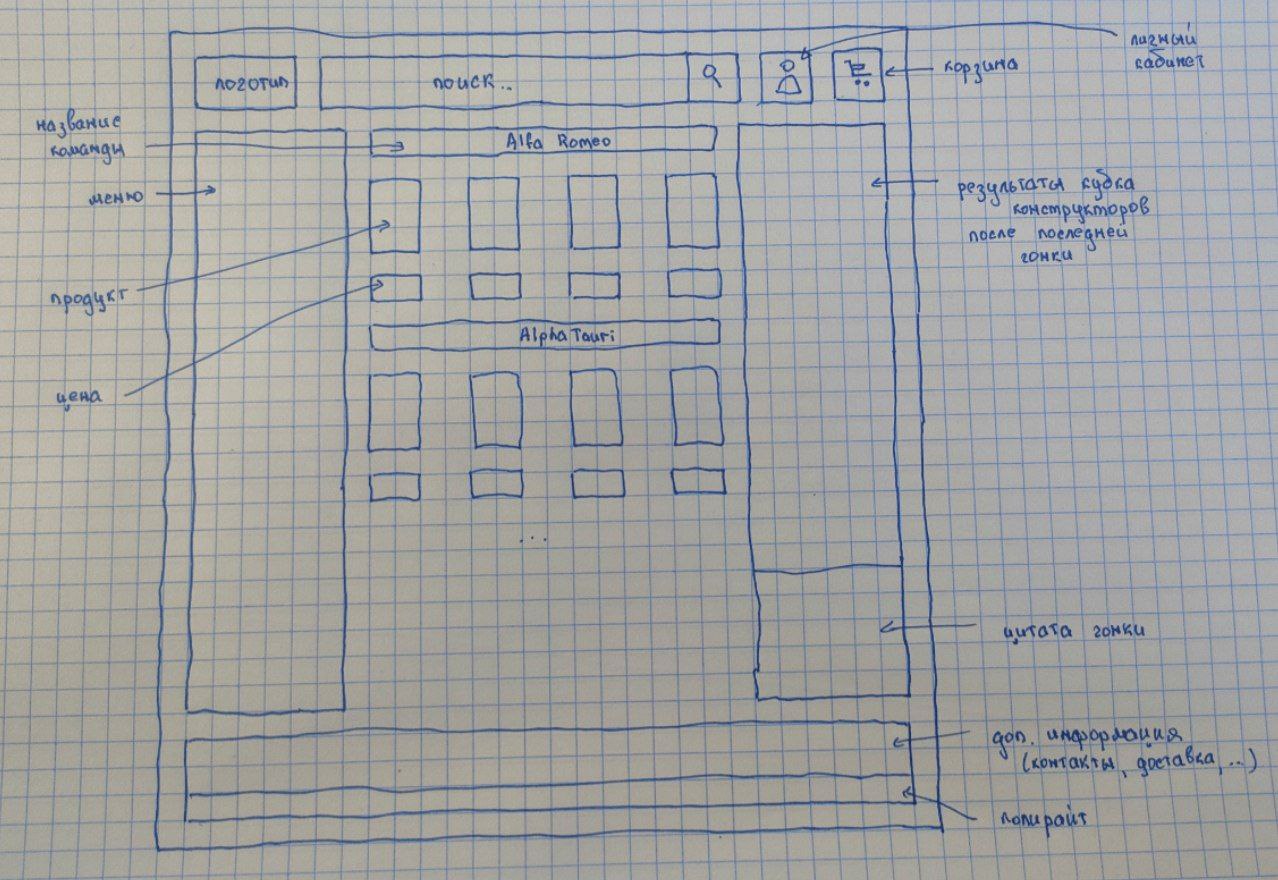 личный
кабинет
логотип
поиск..
корзина
название
команды
Alfa Romeo
меню
результаты кубка
конструкторов
после последней
гонки
продукт
AlphaTauri
цена
...
цитата гонки
доп. информация
(контакты, доставка,..)
копирайт